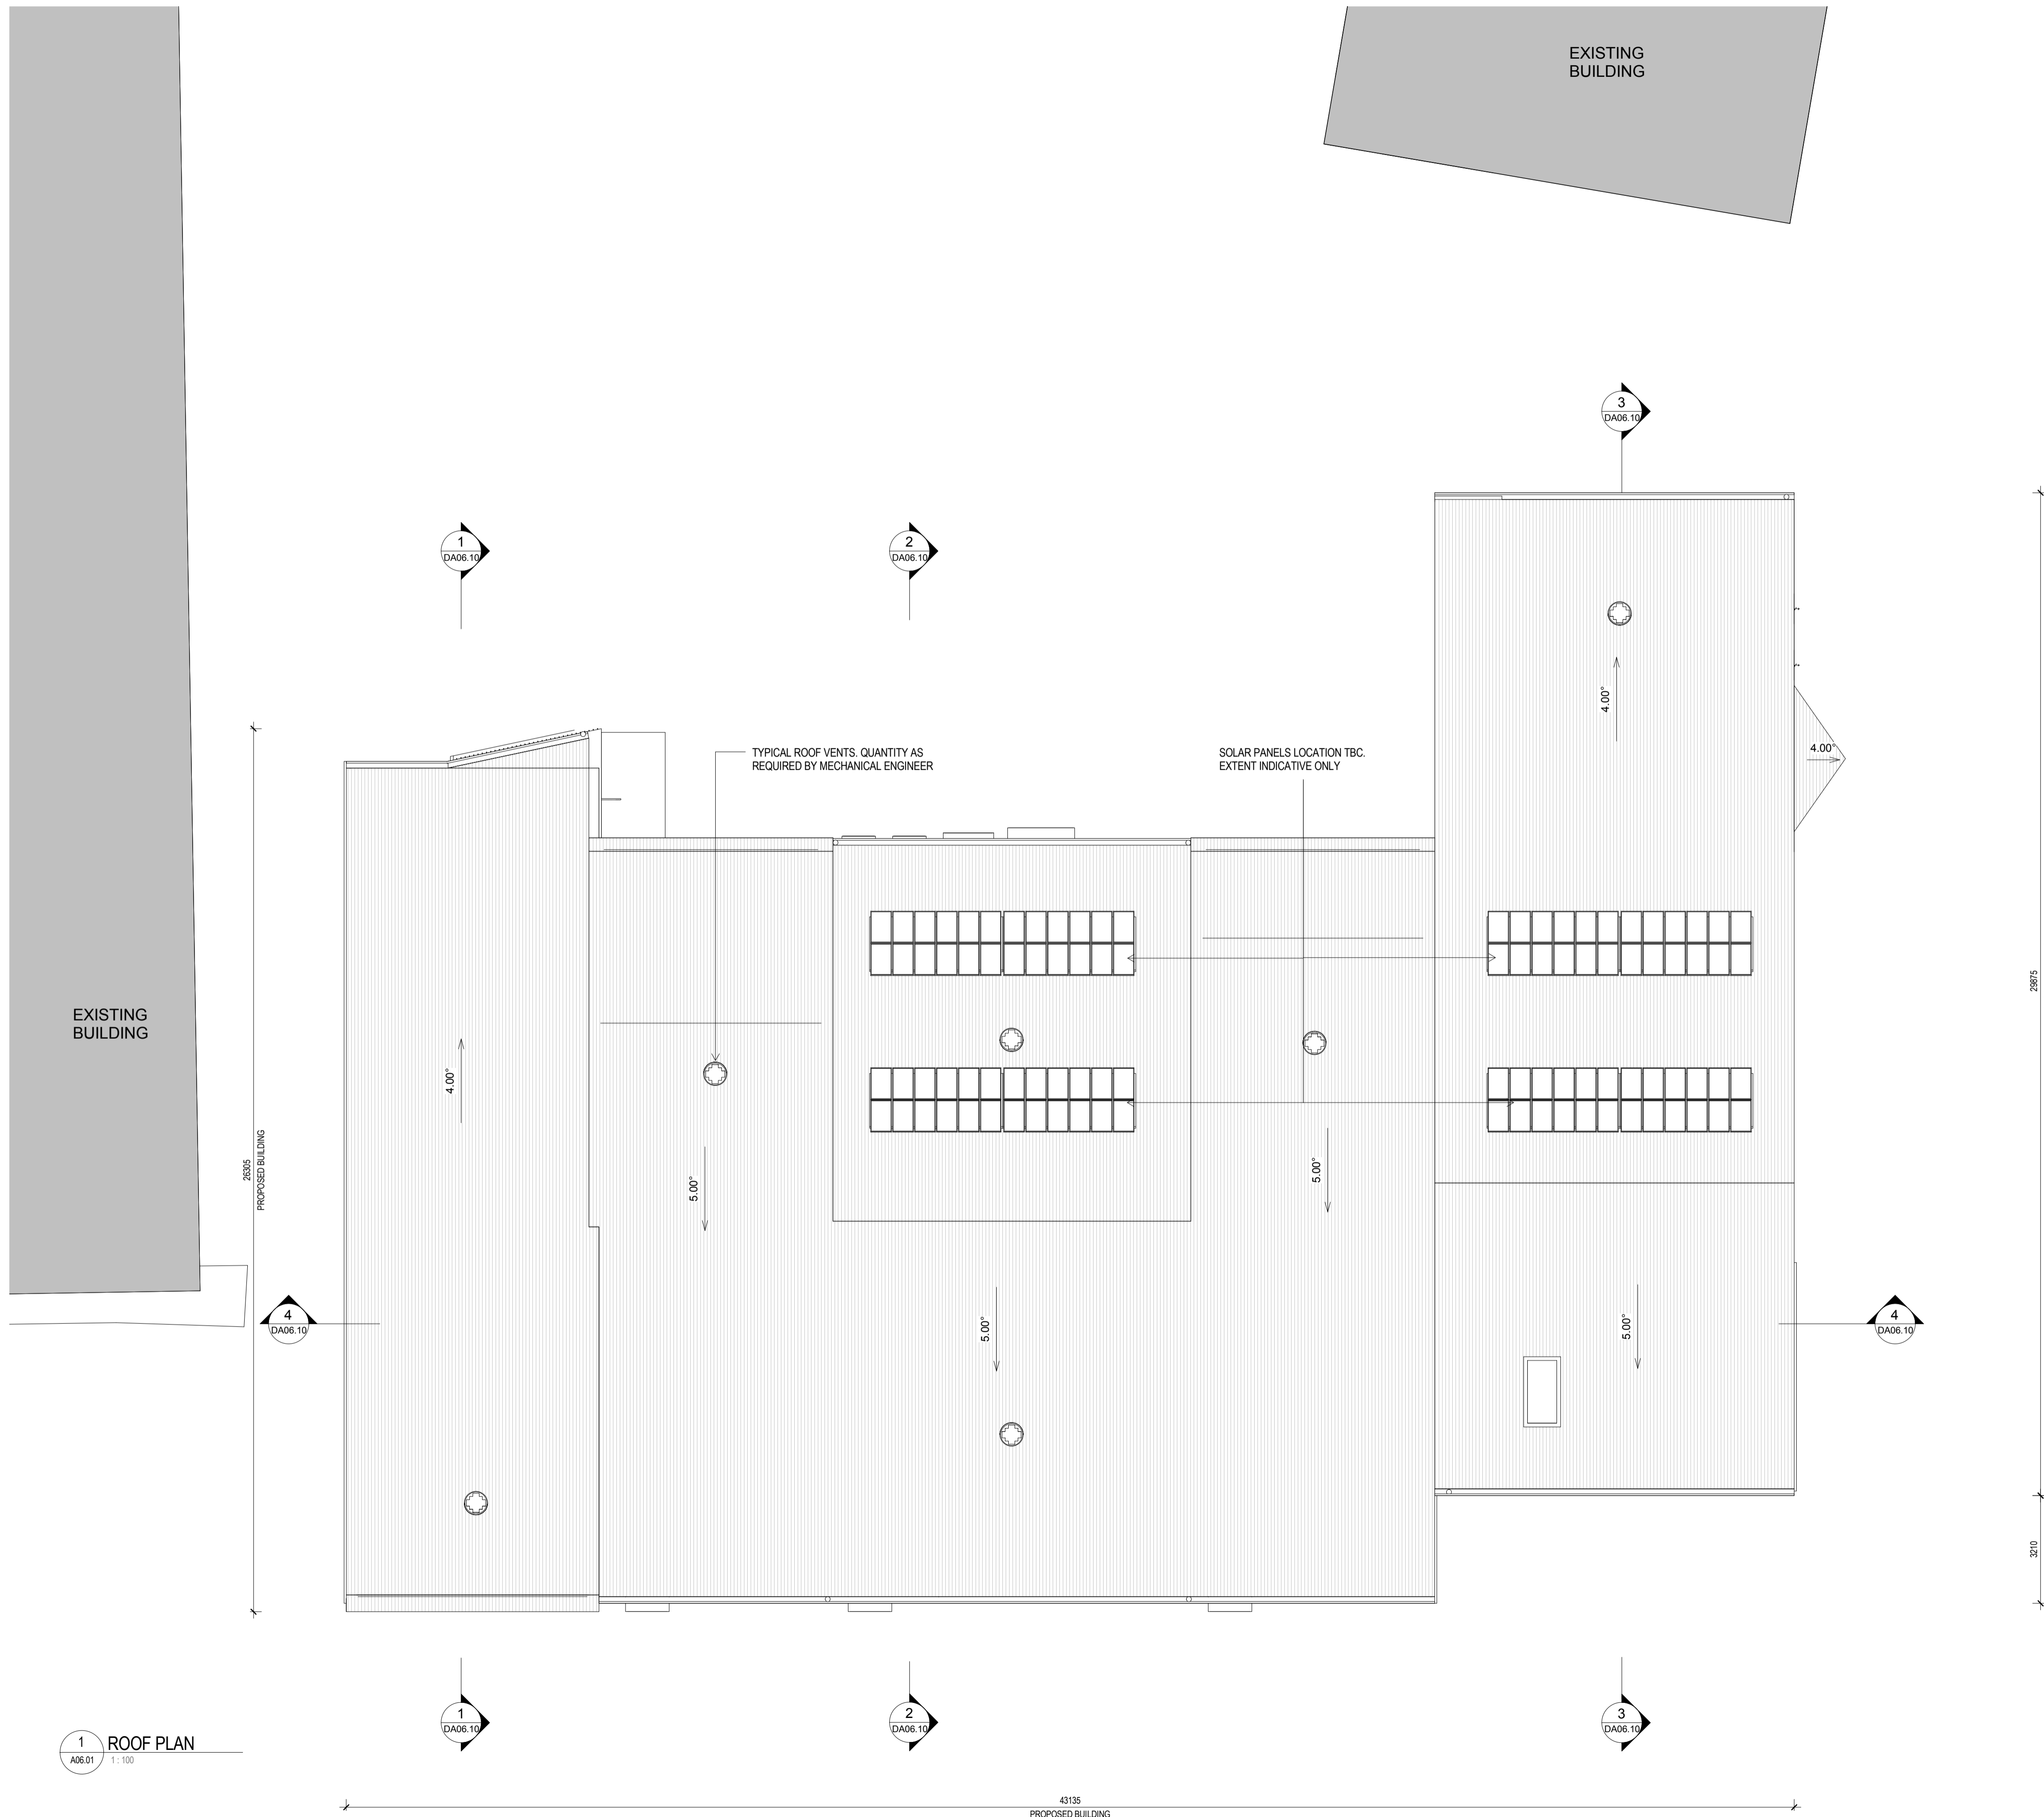 EXISTING
BUILDING
3
DA06.10
1
DA06.10
2
DA06.10
4.00°
TYPICAL ROOF VENTS. QUANTITY AS
REQUIRED BY MECHANICAL ENGINEER
SOLAR PANELS LOCATION TBC.
EXTENT INDICATIVE ONLY
4.00°
29875
EXISTING
BUILDING
4.00°
26305
PROPOSED BUILDING
5.00°
5.00°
5.00°
5.00°
4
DA06.10
4
DA06.10
3210
1
DA06.10
2
DA06.10
3
DA06.10
1
A06.01
ROOF PLAN
1 : 100
43135
PROPOSED BUILDING